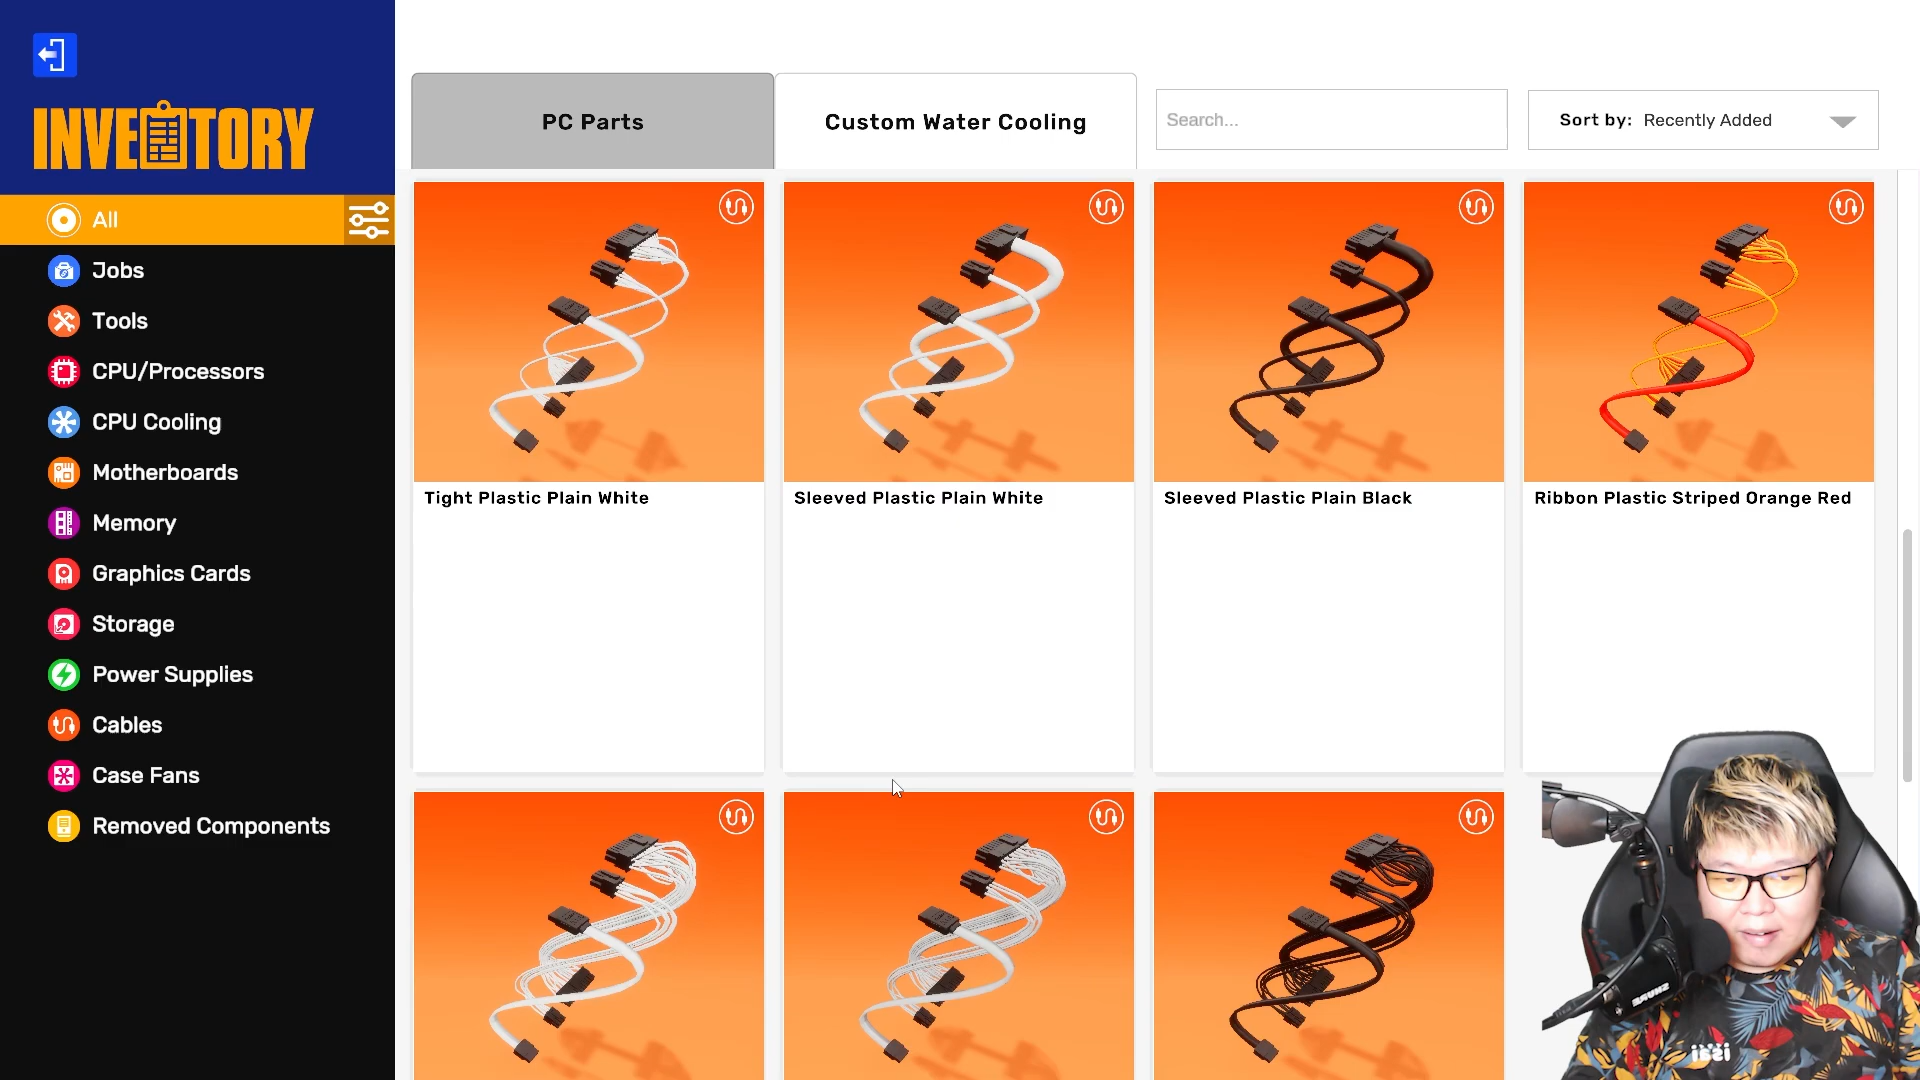 INVENTORY
All
Jobs
Tools
CPU/Processors
CPU Cooling
Motherboards
Memory
Graphics Cards
Storage
Power Supplies
Cables
Case Fans
Removed Components
PC Parts
Custom Water Cooling
Search...
Sort by: Recently Added
Tight Plastic Plain White
Sleeved Plastic Plain White
Sleeved Plastic Plain Black
Ribbon Plastic Striped Orange Red
SHURE